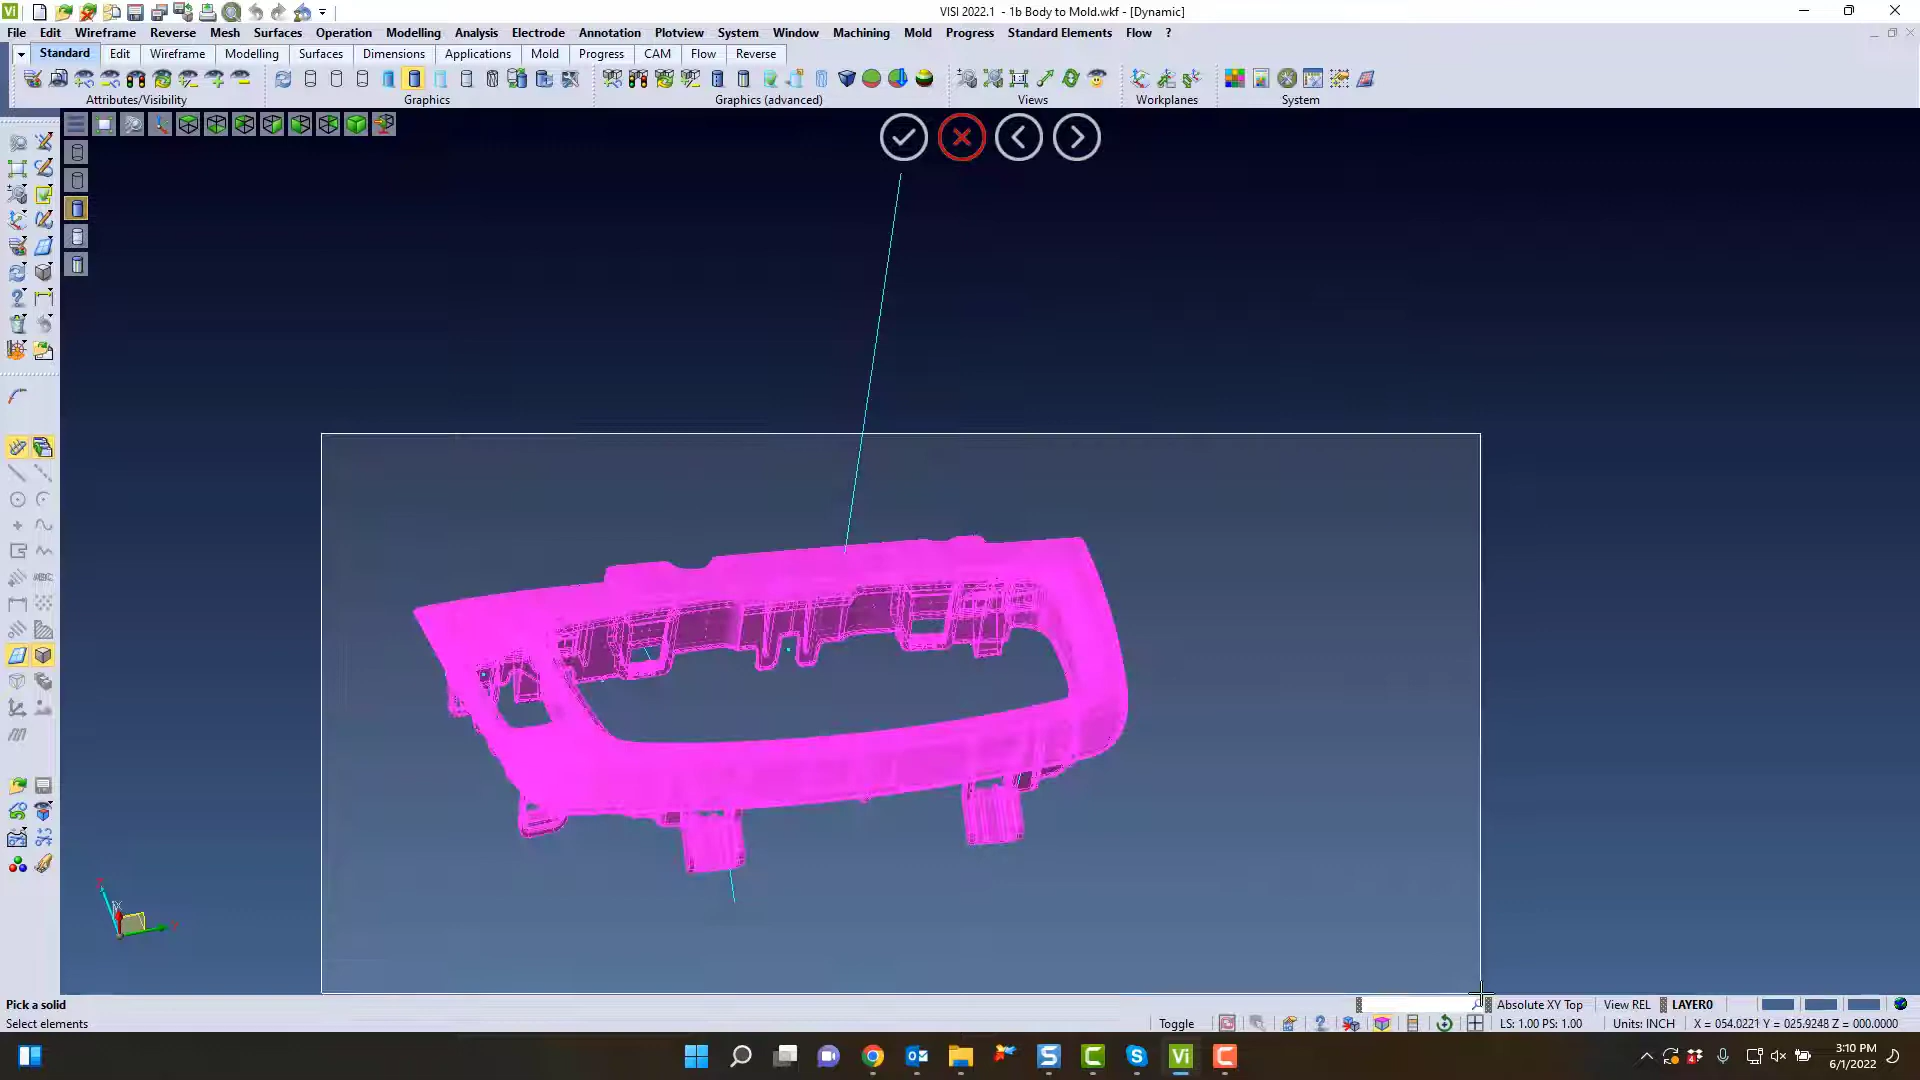 VISI 2022.1 - 1b Body to Mold.wkf - [Dynamic]
File Edit Wireframe Reverse Mesh Surfaces Operation Modelling Analysis Electrode Annotation Plotview System Window Machining Mold Progress Standard Elements Flow ?
Standard Edit Wireframe Modelling Surfaces Dimensions Applications Mold Progress CAM Flow Reverse
Attributes/Visibility Graphics Graphics (advanced) Views Workplanes System
Pick a solid Absolute XY Top View REL LAYER0
Select elements Toggle LS: 1.00 PS: 1.00 Units: INCH X = 054.0221 Y = 025.9248 Z = 000.0000
3:10 PM
6/1/2022